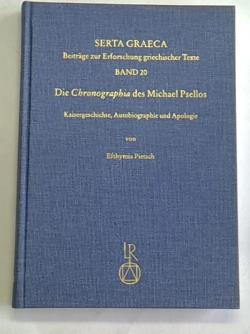 SERTA GRAECA
Beiträge zur Erforschung griechischer Texte
BAND 20
Die Chronographia des Michael Psellos
Kaisergeschichte, Autobiographie und Apologie
von
Efthymia Pietsch
LR